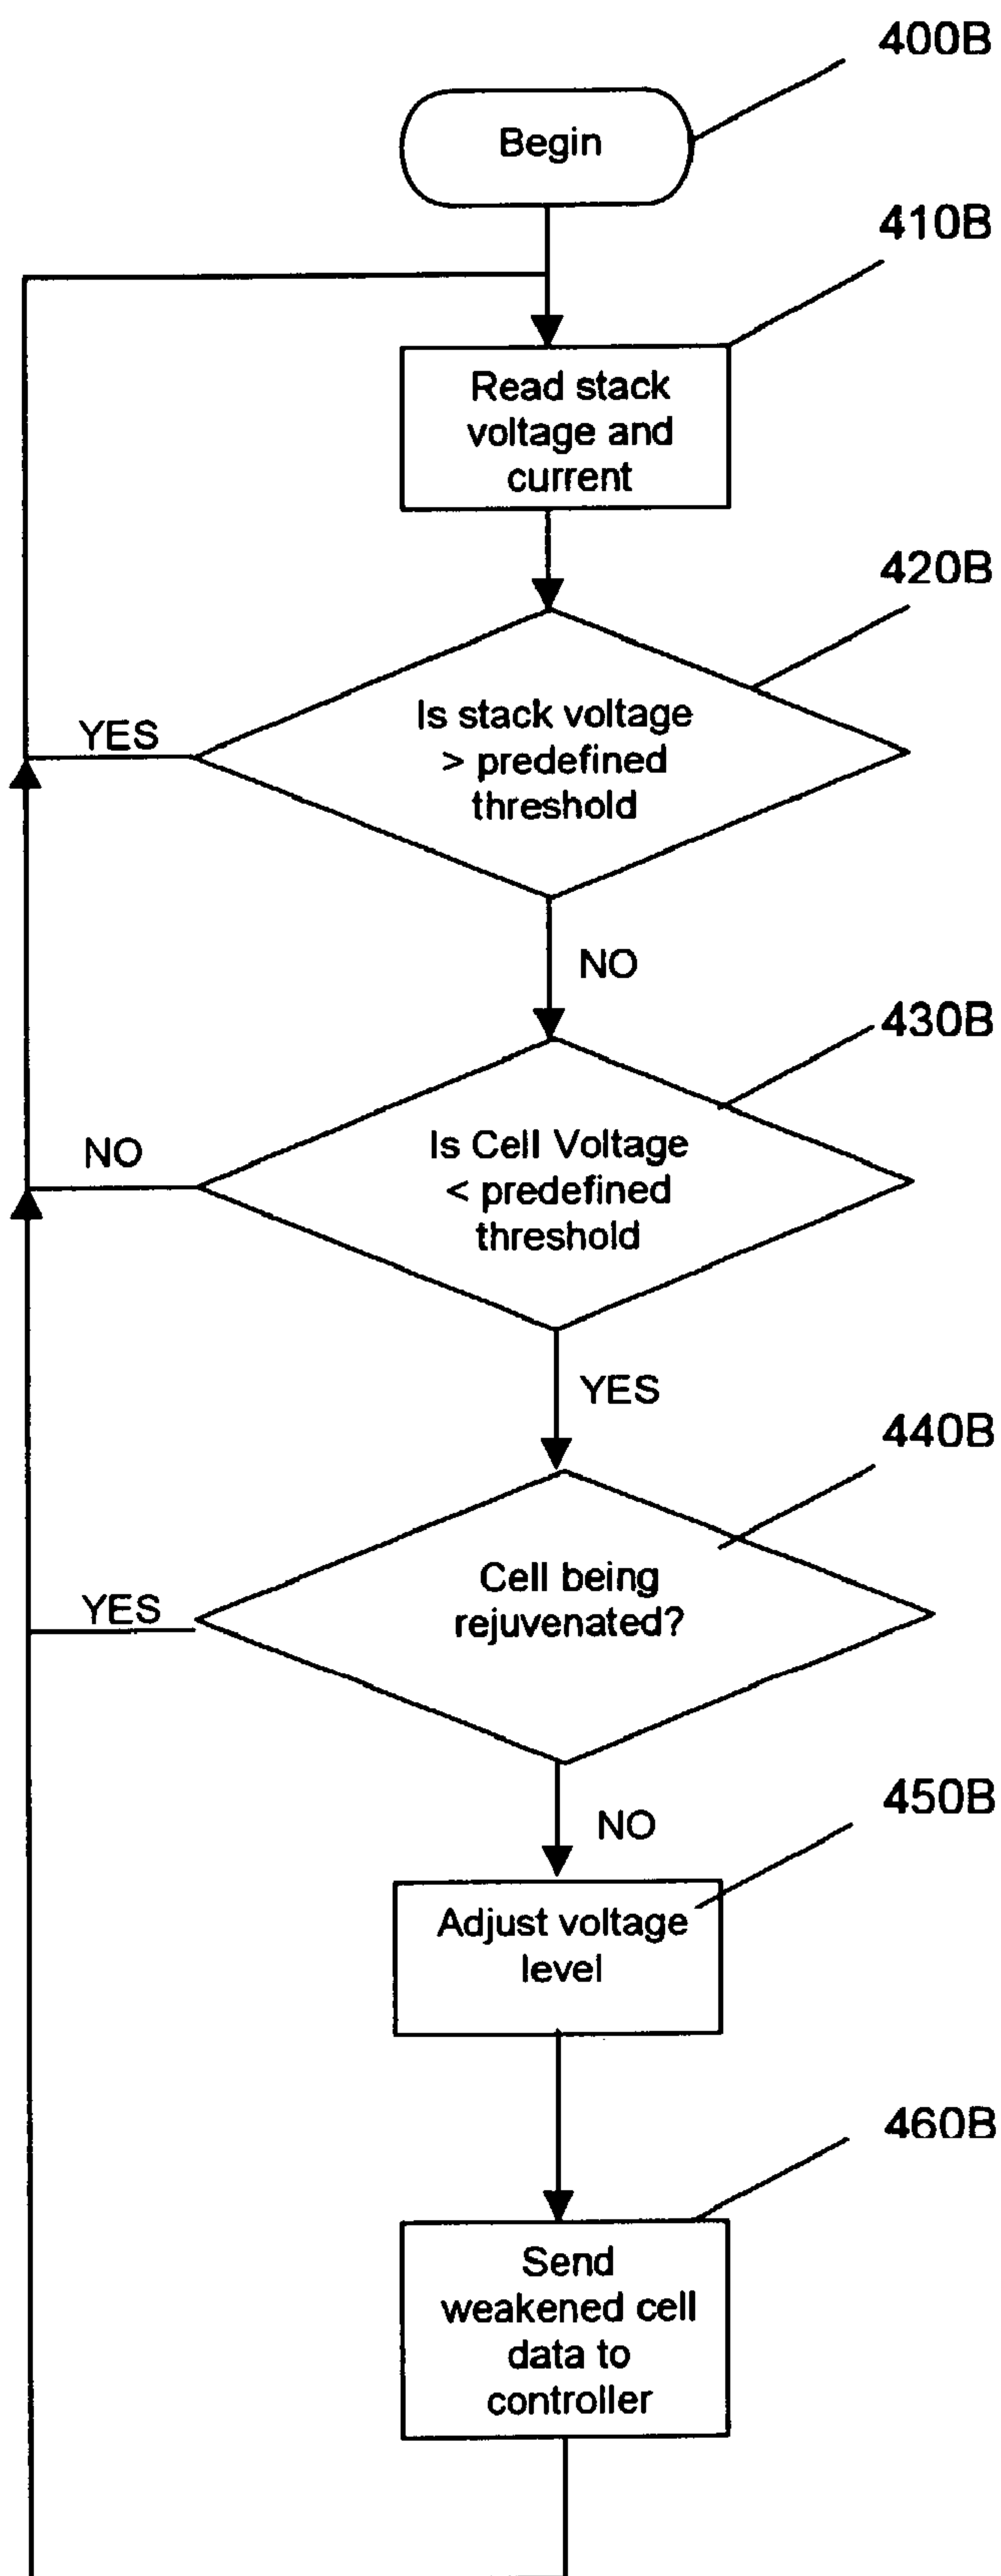 400B
Begin
410B
Read stack
voltage and
current
420B
Is stack voltage
> predefined
threshold
YES
NO
430B
Is Cell Voltage
< predefined
threshold
NO
YES
440B
Cell being
rejuvenated?
YES
NO
450B
Adjust voltage
level
460B
Send
weakened cell
data to
controller